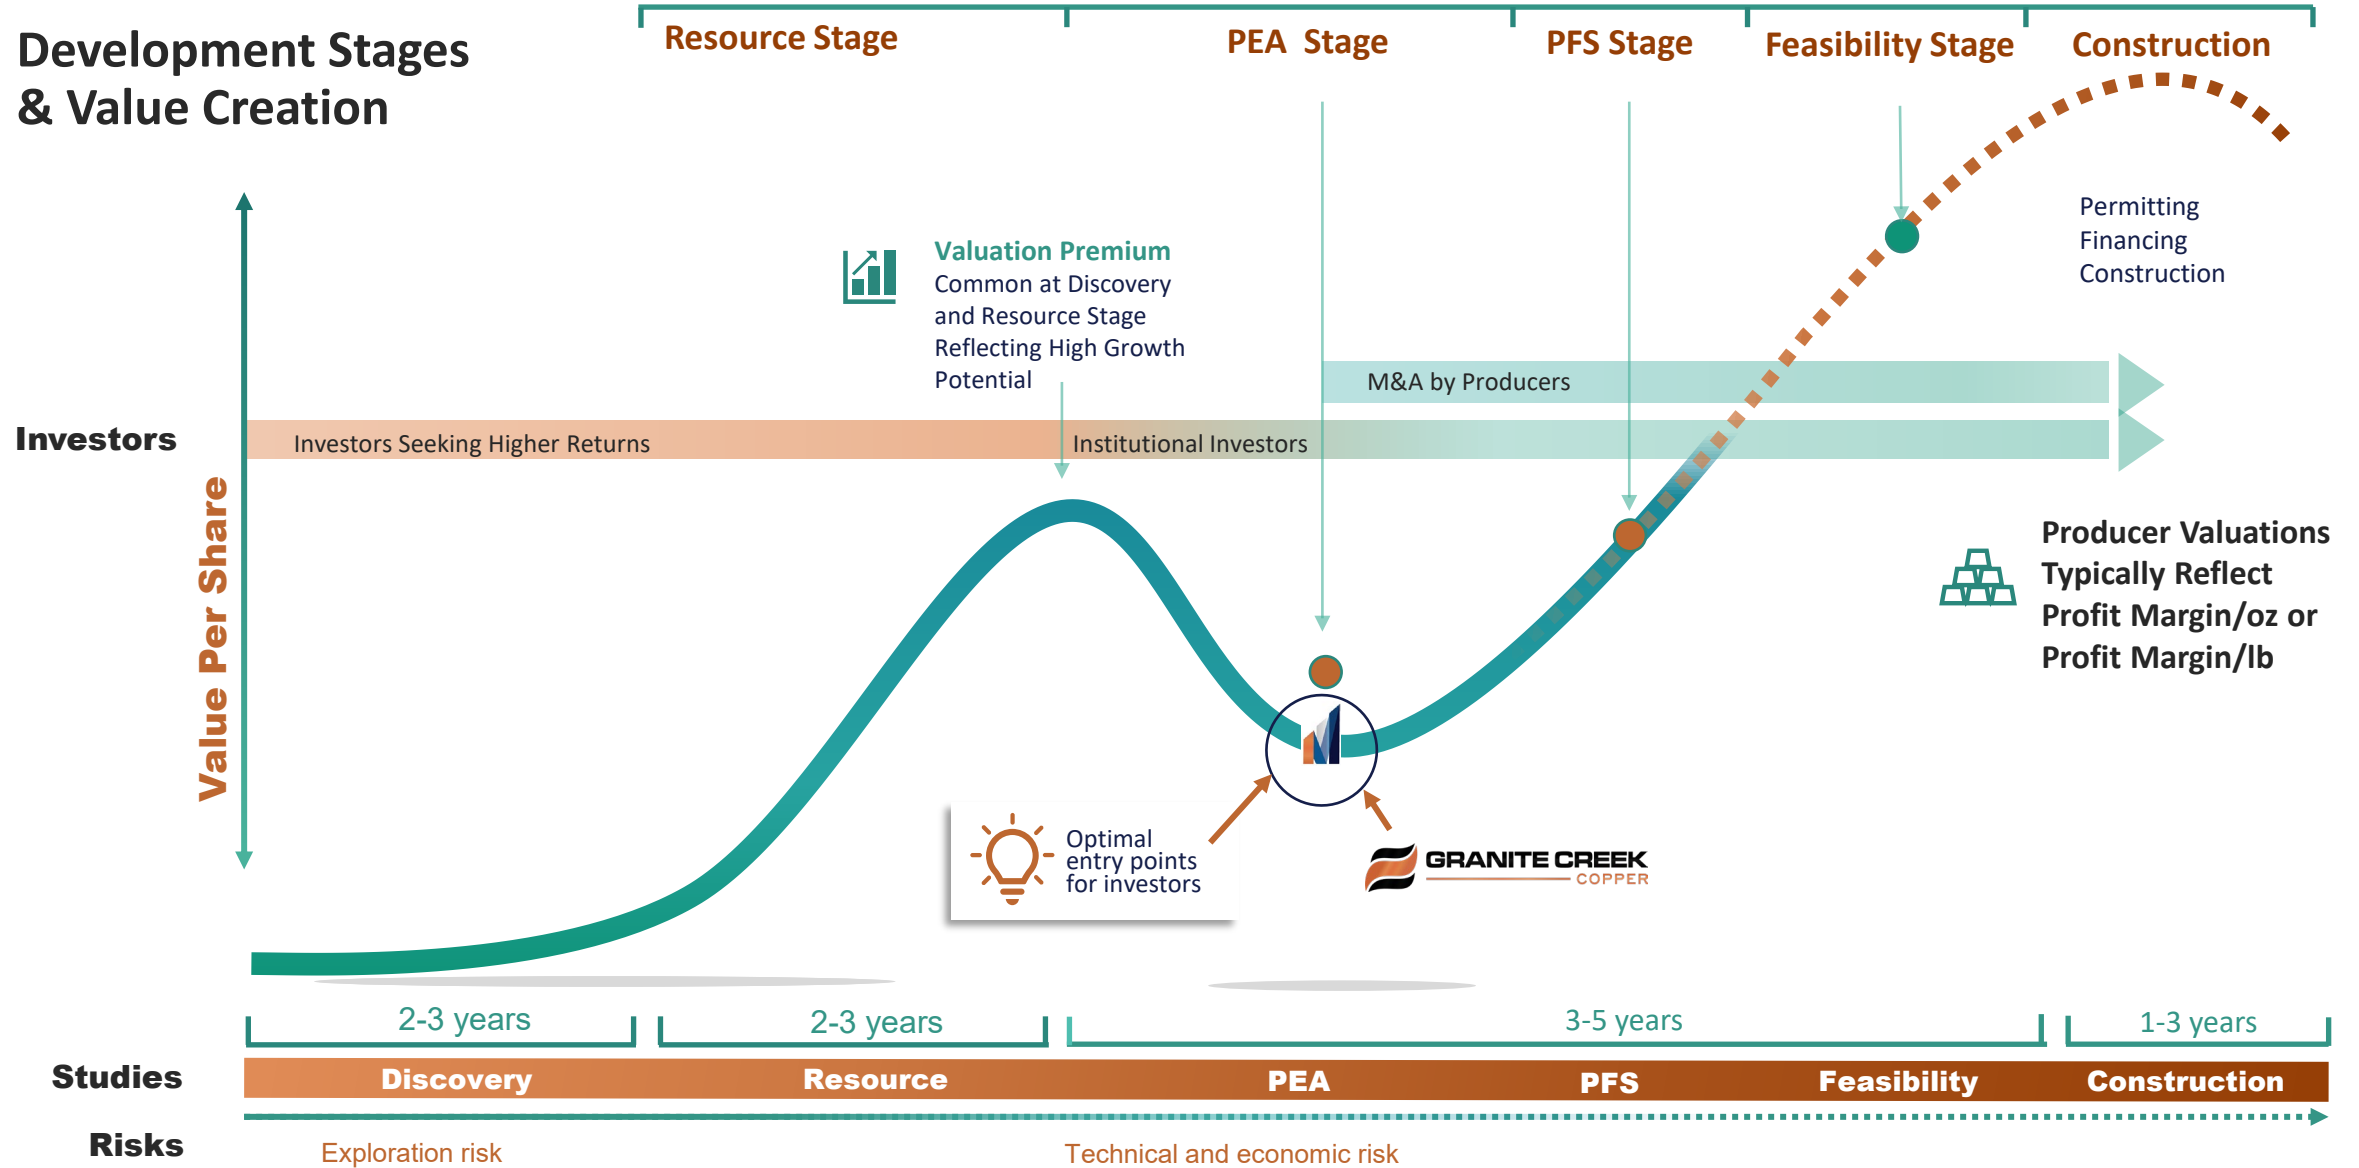 Development Stages
& Value Creation
Resource Stage
PEA Stage
PFS Stage
Feasibility Stage
Construction
Permitting
Financing
Construction
Valuation Premium
Common at Discovery
and Resource Stage
Reflecting High Growth
Potential
M&A by Producers
Investors
Investors Seeking Higher Returns
Institutional Investors
Value Per Share
Producer Valuations
Typically Reflect
Profit Margin/oz or
Profit Margin/lb
Optimal
entry points
for investors
GRANITE CREEK
COPPER
2-3 years
2-3 years
3-5 years
1-3 years
Studies
Discovery
Resource
PEA
PFS
Feasibility
Construction
Risks
Exploration risk
Technical and economic risk